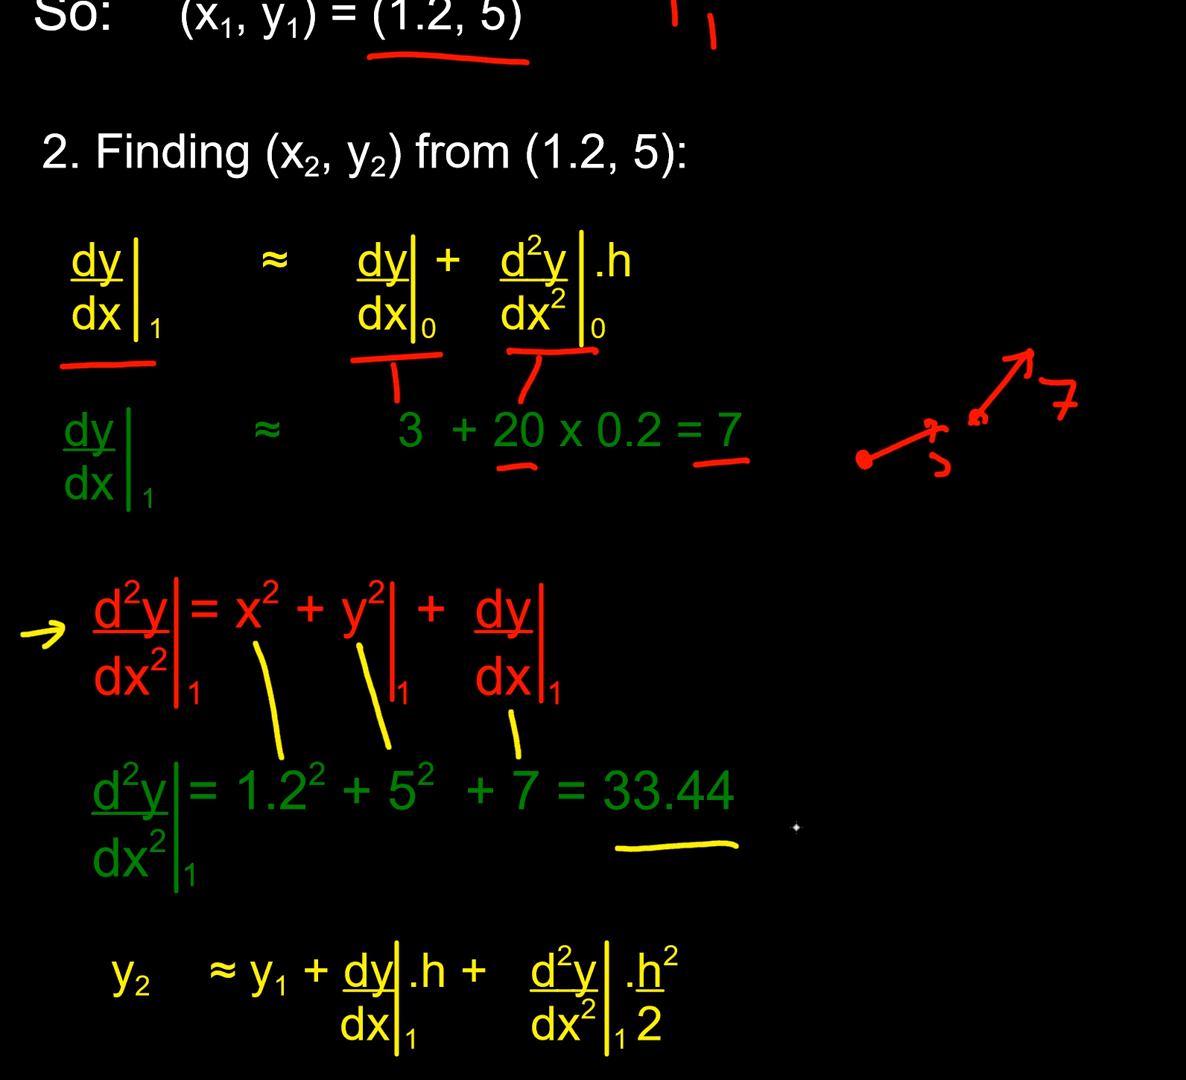 So: (x₁, y₁) = (1.2, 5)
2. Finding (x₂, y₂) from (1.2, 5):
dy/dx|₁ ≈ dy/dx|₀ + d²y/dx²|₀ .h
dy/dx|₁ ≈ 3 + 20 x 0.2 = 7
7
d²y/dx²|₁ = x² + y²|₁ + dy/dx|₁
d²y/dx²|₁ = 1.2² + 5² + 7 = 33.44
y₂ ≈ y₁ + dy/dx|₁ .h + d²y/dx²|₁ .h²/2